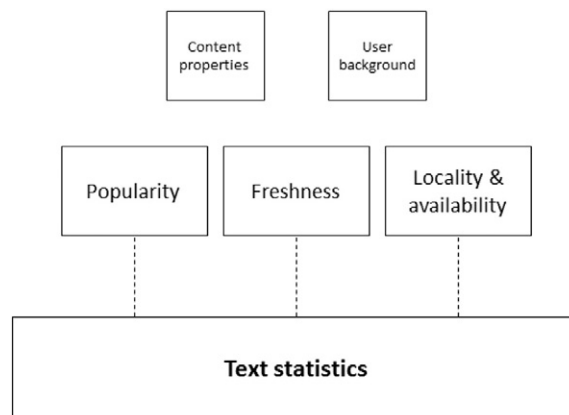 Content
properties
User
background
Popularity
Freshness
Locality &
availability
Text statistics